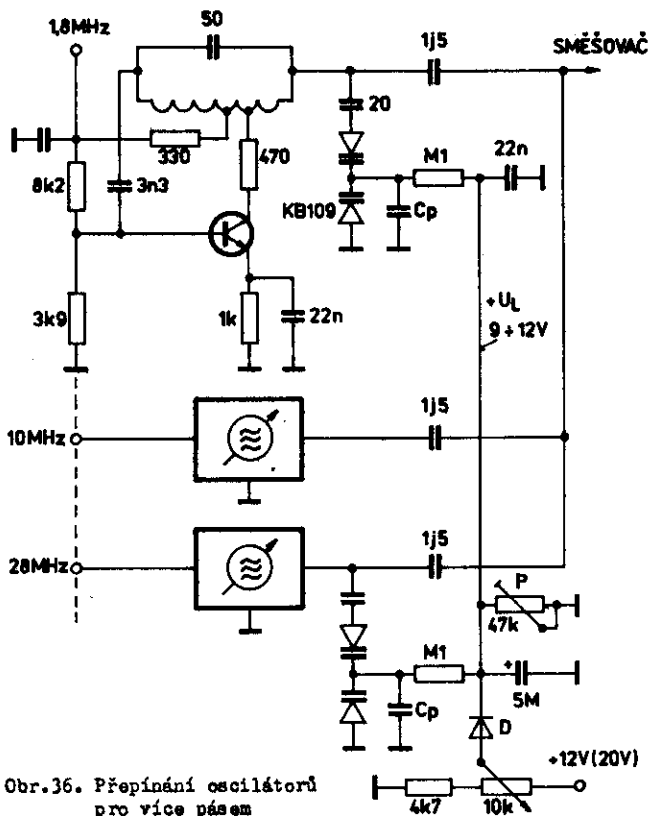 50
1,8MHz
1j5
SMĚŠOVAČ
20
330
470
M1
22n
8k2
3n3
KB109
Cp
3k9
1k
22n
+UL
9÷12V
10MHz
1j5
28MHz
1j5
P
47k
M1
+
5M
Cp
D
+12V(20V)
4k7
10k
Obr.36. Přepínání oscilátorů
pro více pásem